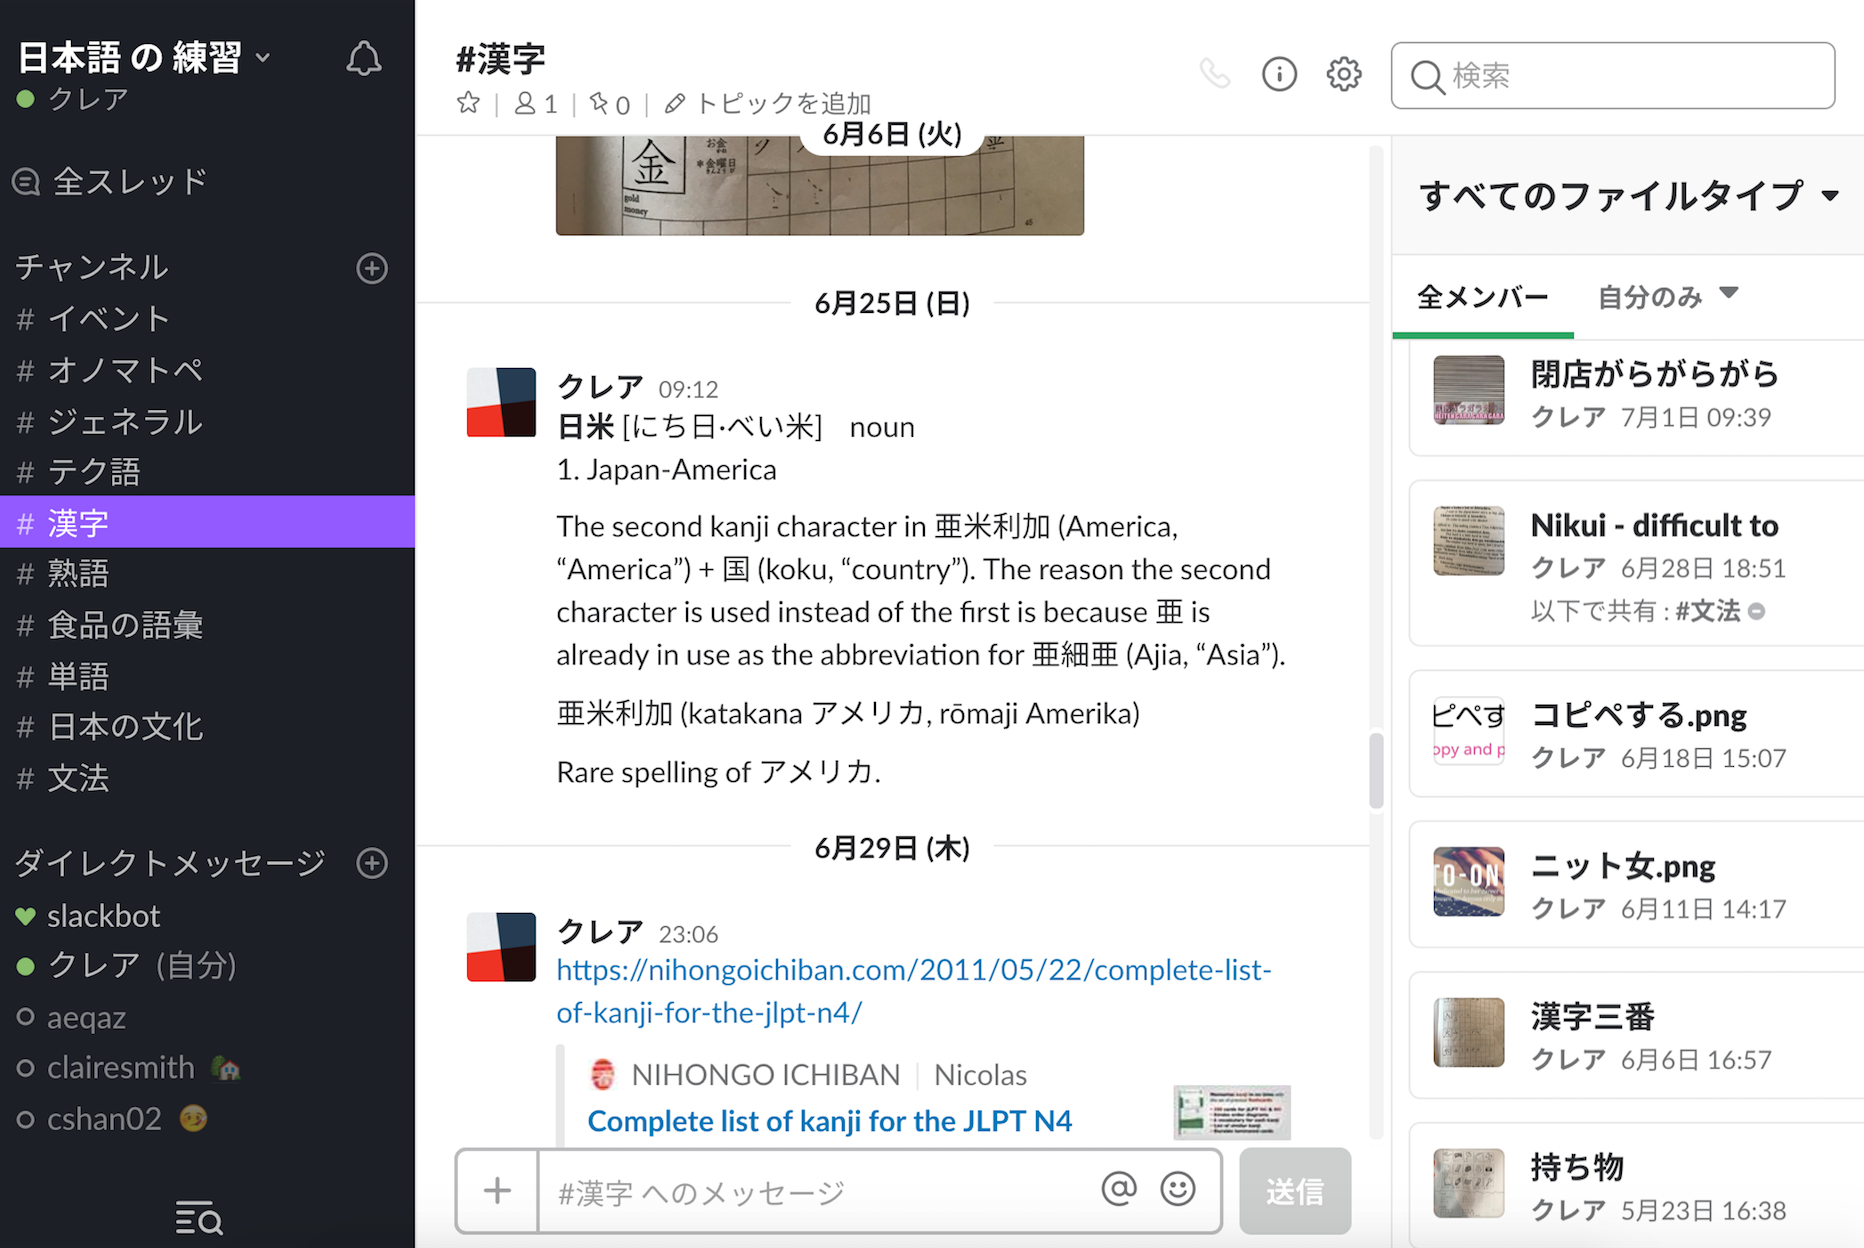 日本語 の 練習
クレア
全スレッド
チャンネル
# イベント
# オノマトペ
# ジェネラル
# テク語
# 漢字
# 熟語
# 食品の語彙
# 単語
# 日本の文化
# 文法
ダイレクトメッセージ
slackbot
クレア (自分)
aeqaz
clairesmith
cshan02
#漢字
1 | 0 | トピックを追加
検索
6月6日 (火)
金
お金
*金曜日
gold
money
45
6月25日 (日)
クレア 09:12
日米 [にち日·べい米] noun
1. Japan-America
The second kanji character in 亜米利加 (America,
“America”) + 国 (koku, “country”). The reason the second
character is used instead of the first is because 亜 is
already in use as the abbreviation for 亜細亜 (Ajia, “Asia”).
亜米利加 (katakana アメリカ, rōmaji Amerika)
Rare spelling of アメリカ.
6月29日 (木)
クレア 23:06
https://nihongoichiban.com/2011/05/22/complete-list-
of-kanji-for-the-jlpt-n4/
NIHONGO ICHIBAN | Nicolas
Complete list of kanji for the JLPT N4
#漢字 へのメッセージ
送信
すべてのファイルタイプ
全メンバー 自分のみ
閉店がらがらがら
クレア 7月1日 09:39
Nikui - difficult to
クレア 6月28日 18:51
以下で共有 : #文法
ピペす
opy and p
コピペする.png
クレア 6月18日 15:07
TO-ON
ニット女.png
クレア 6月11日 14:17
漢字三番
クレア 6月6日 16:57
持ち物
クレア 5月23日 16:38